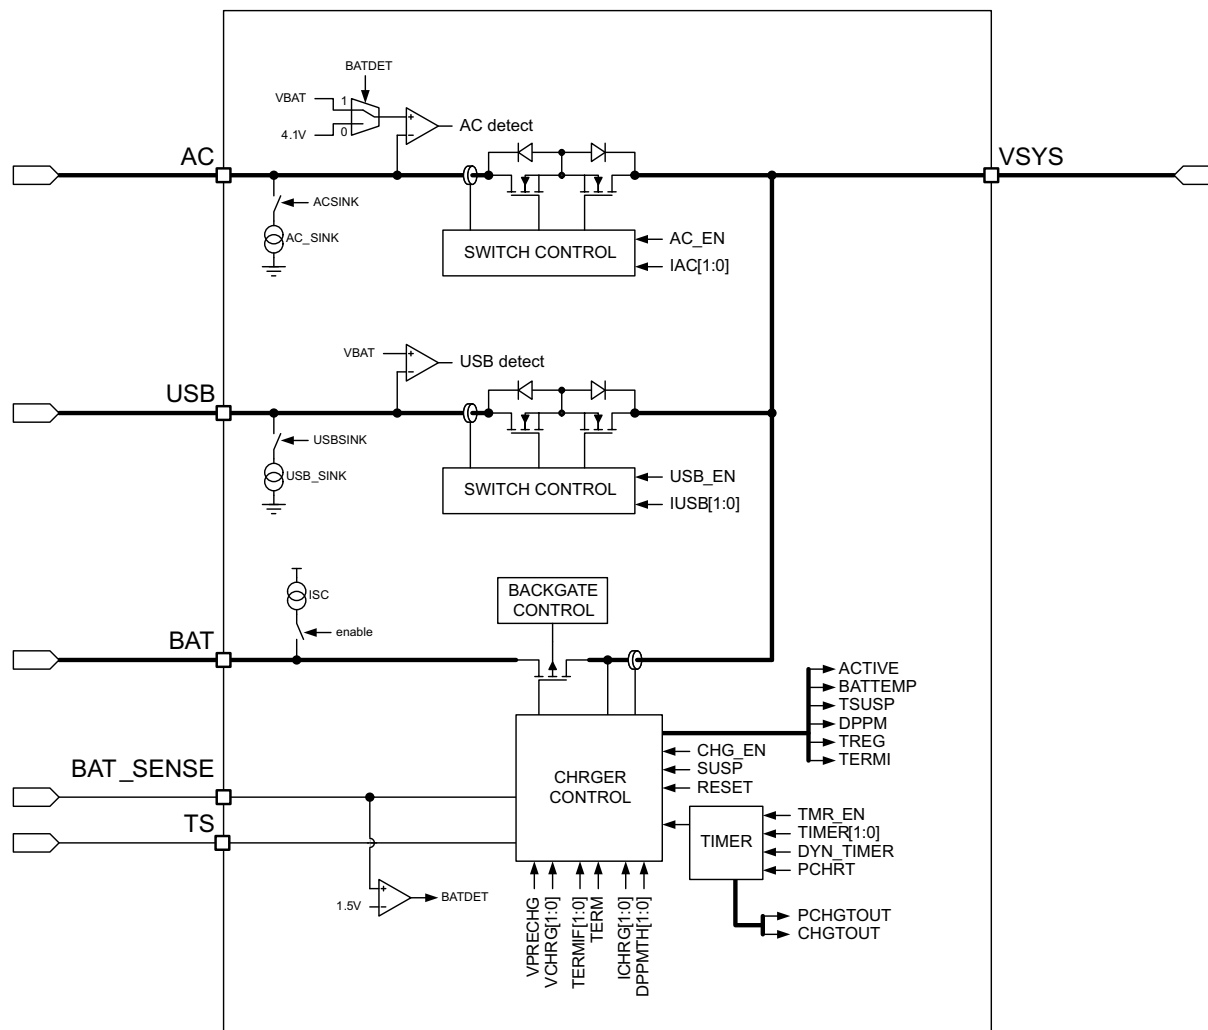 BATDET
VBAT
1
+
AC detect
4.1V
0
−
AC
VSYS
ACSINK
AC_SINK
AC_EN
SWITCH CONTROL
IAC[1:0]
VBAT
+
USB detect
−
USB
USBSINK
USB_SINK
USB_EN
SWITCH CONTROL
IUSB[1:0]
ISC
BACKGATE
CONTROL
enable
BAT
ACTIVE
BATTEMP
TSUSP
DPPM
TREG
TERMI
CHG_EN
SUSP
RESET
BAT_SENSE
CHRGER
CONTROL
TS
TIMER
TMR_EN
TIMER[1:0]
DYN_TIMER
PCHRT
+
BATDET
1.5V
−
VPRECHG
VCHRG[1:0]
TERMIF[1:0]
TERM
ICHRG[1:0]
DPPMTH[1:0]
PCHGTOUT
CHGTOUT